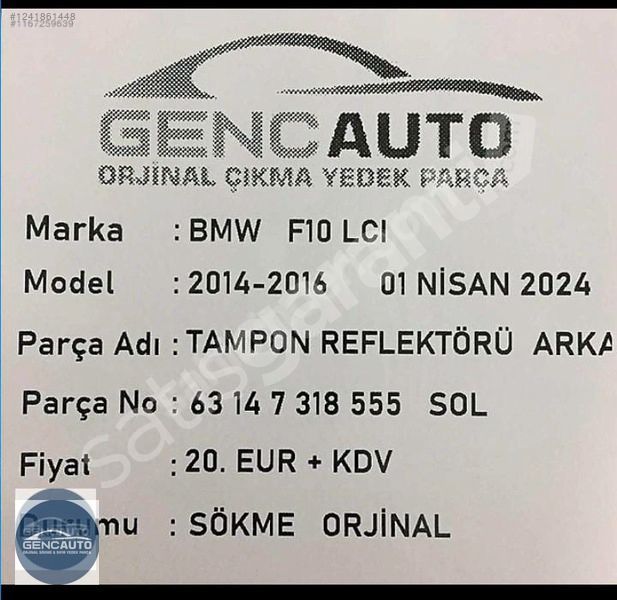 #1241861448
#1167259639
GENCAUTO
ORJİNAL ÇIKMA YEDEK PARÇA
Marka : BMW F10 LCI
Model : 2014-2016 01 NİSAN 2024
Parça Adı : TAMPON REFLEKTÖRÜ ARKA
Parça No : 63 14 7 318 555 SOL
Fiyat : 20. EUR + KDV
Durumu : SÖKME ORJİNAL
GENCAUTO
satışgaranti